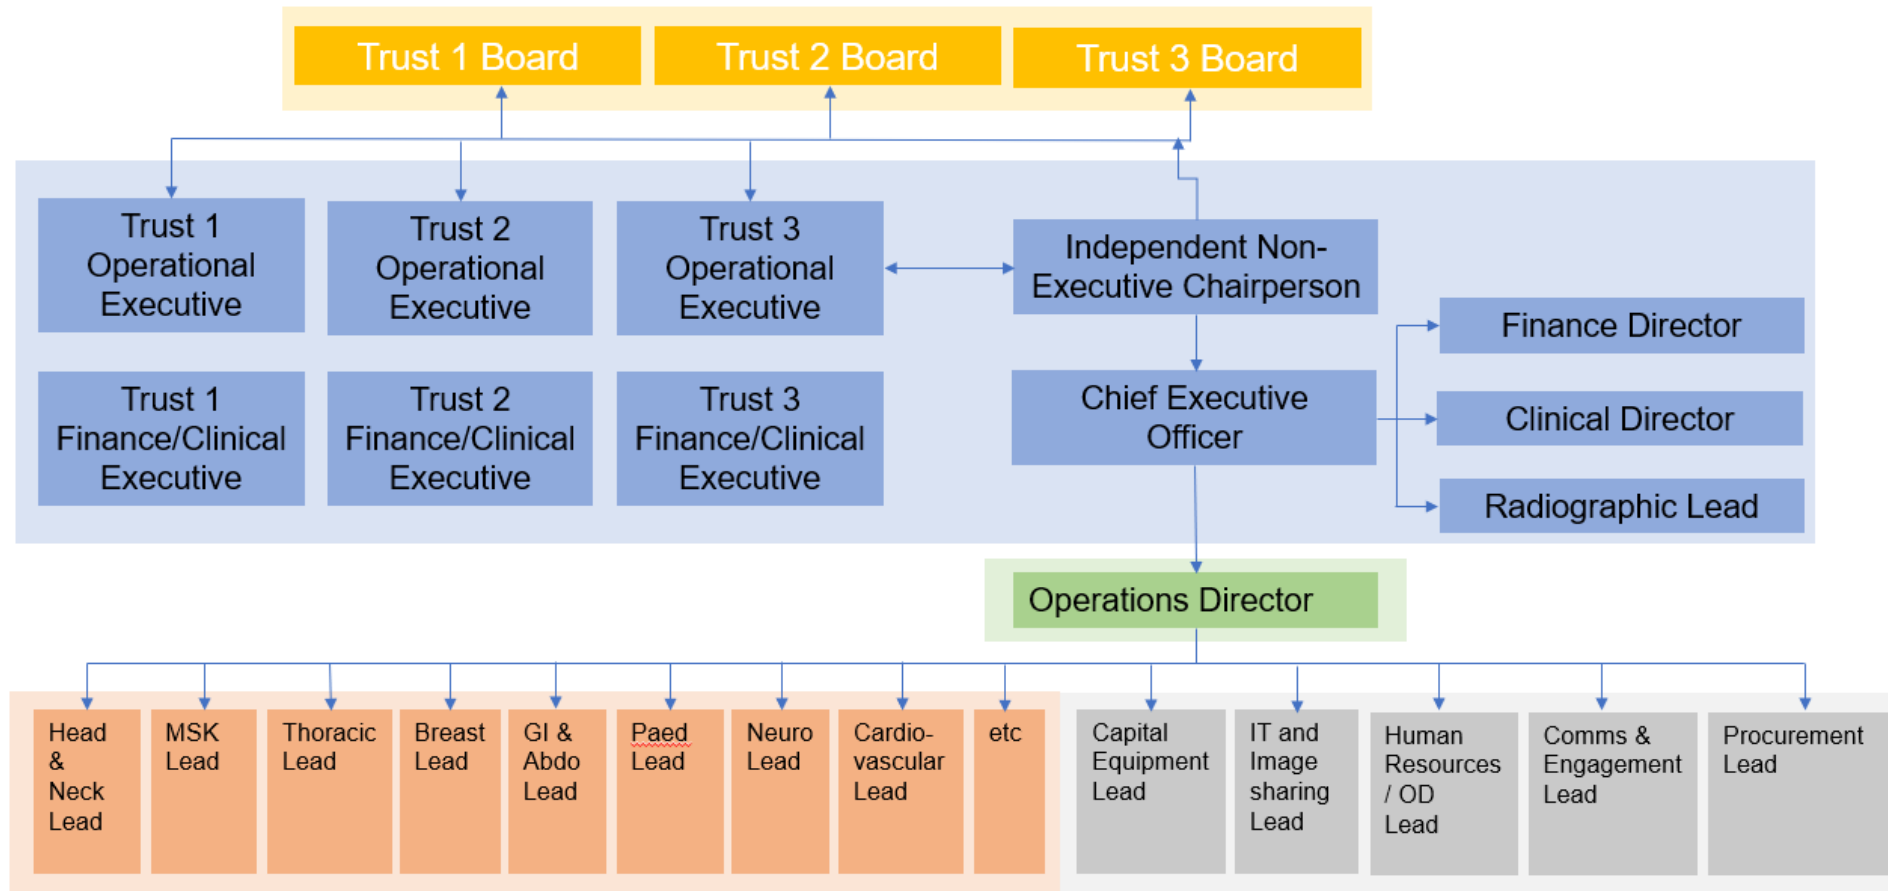 Trust 1 Board
Trust 2 Board
Trust 3 Board
Trust 1
Operational
Executive
Trust 2
Operational
Executive
Trust 3
Operational
Executive
Independent Non-
Executive Chairperson
Trust 1
Finance/Clinical
Executive
Trust 2
Finance/Clinical
Executive
Trust 3
Finance/Clinical
Executive
Chief Executive
Officer
Finance Director
Clinical Director
Radiographic Lead
Operations Director
Head
&
Neck
Lead
MSK
Lead
Thoracic
Lead
Breast
Lead
GI &
Abdo
Lead
Paed
Lead
Neuro
Lead
Cardio-
vascular
Lead
etc
Capital
Equipment
Lead
IT and
Image
sharing
Lead
Human
Resources
/ OD
Lead
Comms &
Engagement
Lead
Procurement
Lead